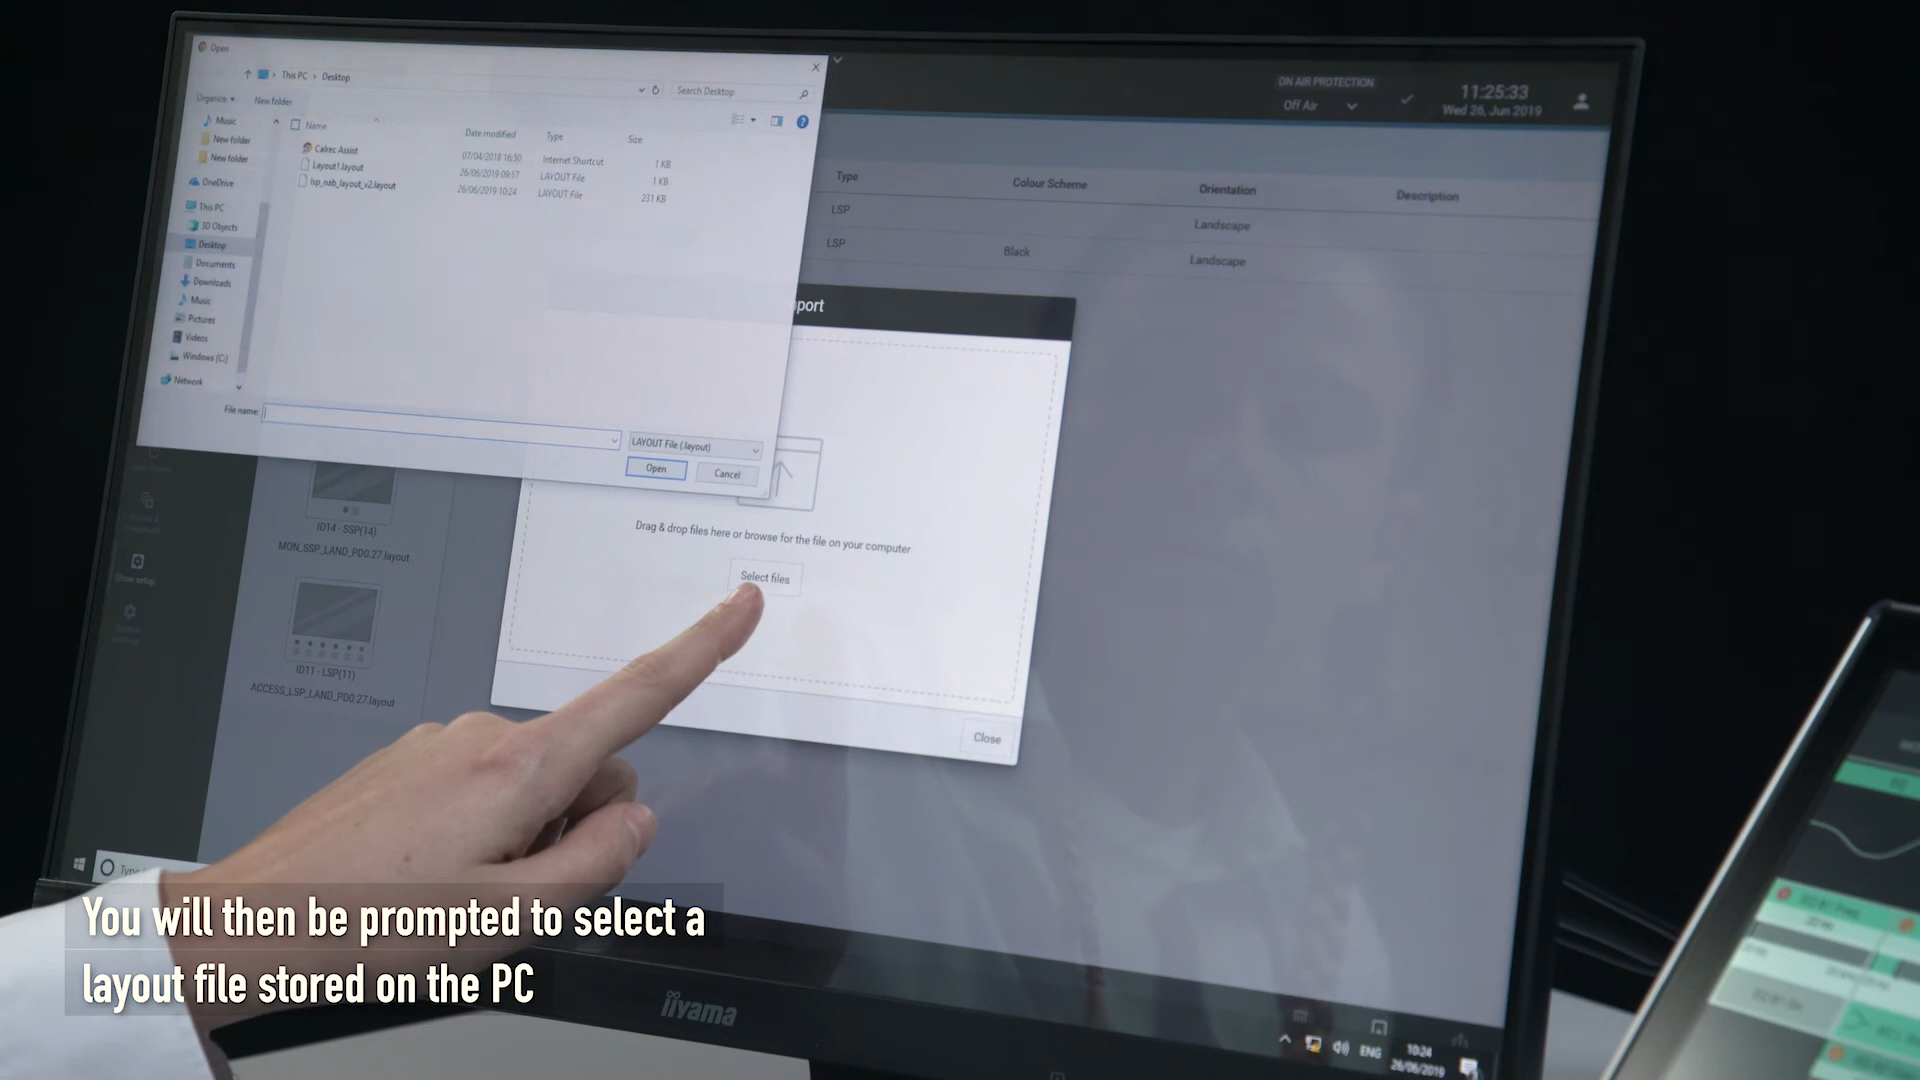 Open
This PC › Desktop
Search Desktop
Organize
New folder
Name
Date modified
Type
Size
Calrec Assist
07/04/2018 16:50
Internet Shortcut
1 KB
Layout1.layout
26/06/2019 09:57
LAYOUT File
1 KB
lsp_nab_layout_v2.layout
26/06/2019 10:24
LAYOUT File
231 KB
Music
New folder
New folder
OneDrive
This PC
3D Objects
Desktop
Documents
Downloads
Music
Pictures
Videos
Windows (C:)
Network
File name:
LAYOUT File (.layout)
Open
Cancel
ON AIR PROTECTION
Off Air
11:25:33
Wed 26, Jun 2019
Type
Colour Scheme
Orientation
Description
LSP
Landscape
LSP
Black
Landscape
port
Drag & drop files here or browse for the file on your computer
Select files
Close
ID14 - SSP(14)
MON_SSP_LAND_PD0.27.layout
Show setup
ID11 - LSP(11)
ACCESS_LSP_LAND_PD0.27.layout
You will then be prompted to select a
layout file stored on the PC
iiyama
ENG
10:24
26/06/2019